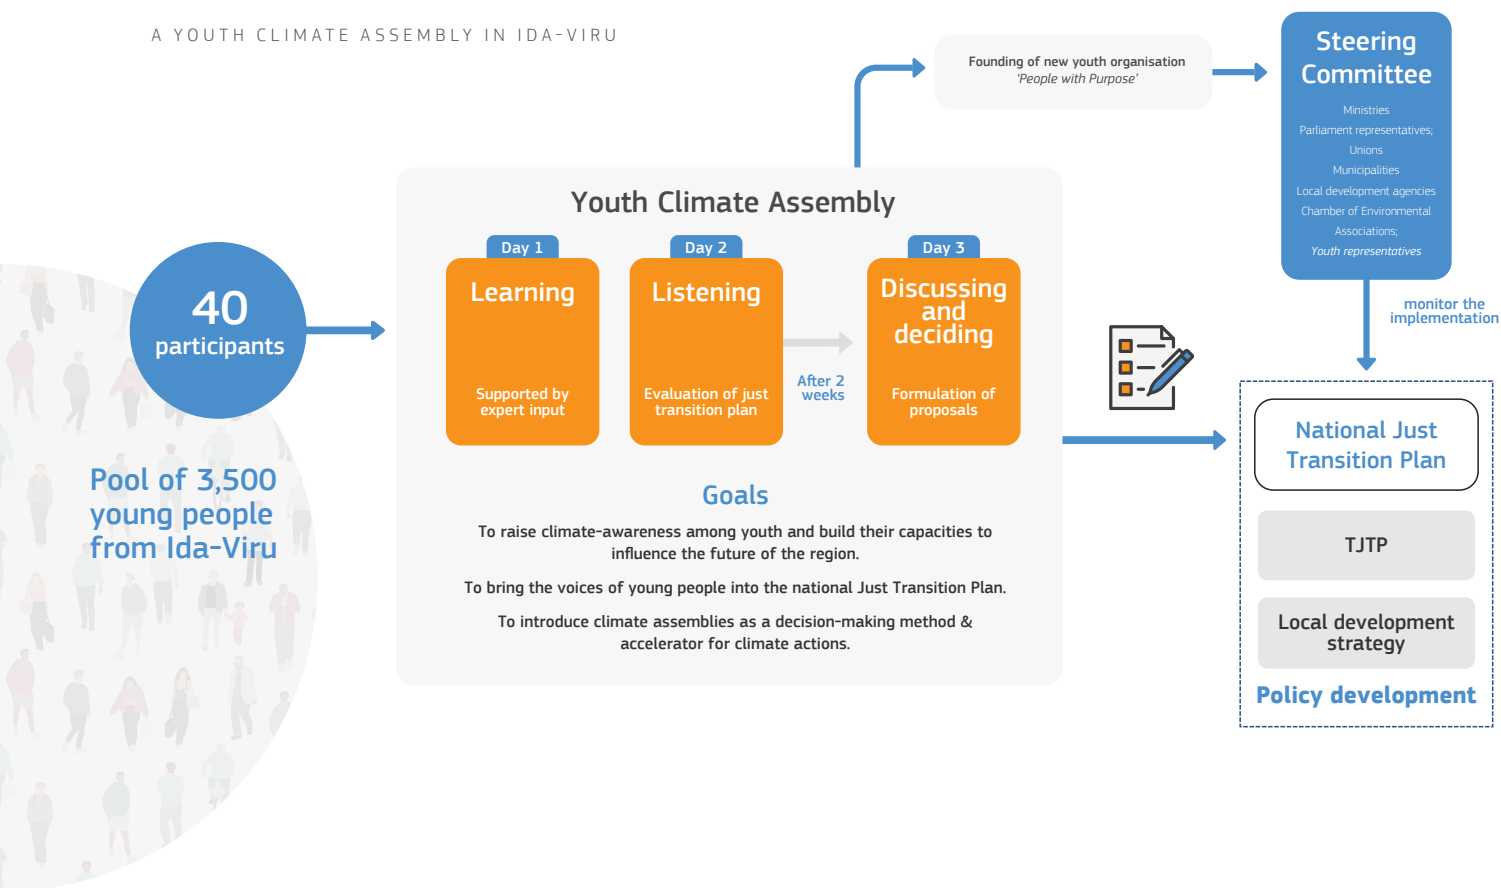 A YOUTH CLIMATE ASSEMBLY IN IDA-VIRU
40
participants
Pool of 3,500
young people
from Ida-Viru
Youth Climate Assembly
Day 1
Learning
Supported by
expert input
Day 2
Listening
Evaluation of just
transition plan
After 2
weeks
Day 3
Discussing
and
deciding
Formulation of
proposals
Goals
To raise climate-awareness among youth and build their capacities to
influence the future of the region.
To bring the voices of young people into the national Just Transition Plan.
To introduce climate assemblies as a decision-making method &
accelerator for climate actions.
Founding of new youth organisation
'People with Purpose'
Steering
Committee
Ministries
Parliament representatives;
Unions
Municipalities
Local development agencies
Chamber of Environmental
Associations;
Youth representatives
monitor the
implementation
National Just
Transition Plan
TJTP
Local development
strategy
Policy development